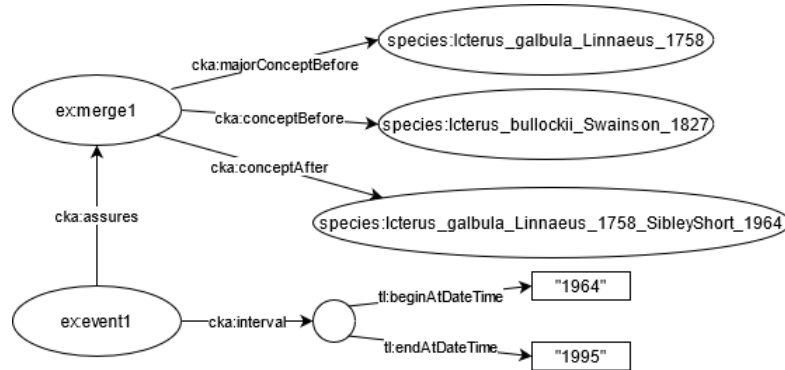 species:Icterus_galbula_Linnaeus_1758
cka:majorConceptBefore
ex:merge1
cka:conceptBefore
species:Icterus_bullockii_Swainson_1827
cka:conceptAfter
cka:assures
species:Icterus_galbula_Linnaeus_1758_SibleyShort_1964
tl:beginAtDateTime
"1964"
ex:event1
cka:interval
tl:endAtDateTime
"1995"